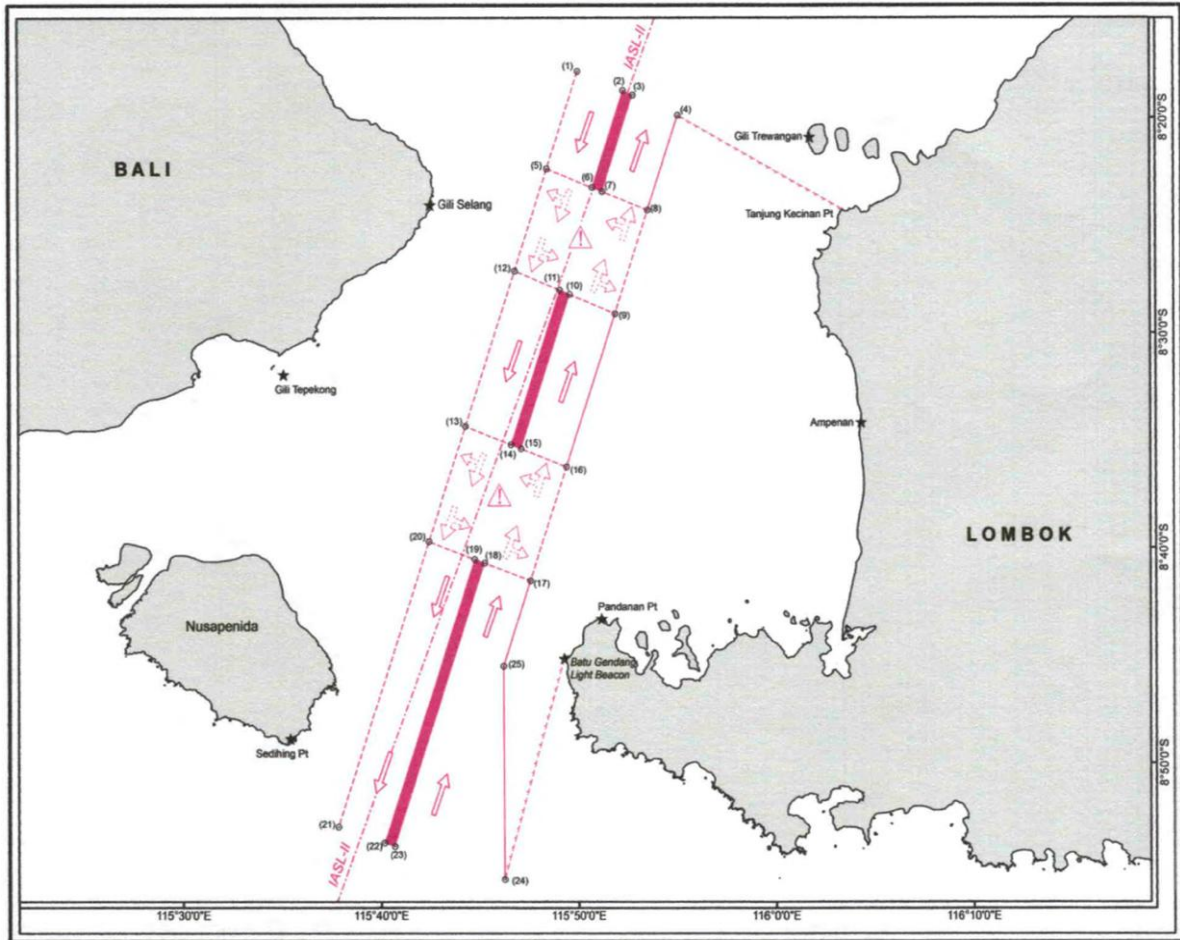 IASL-II
(1)
(2)
(3)
(4)
8°20'0"S
Gili Trewangan
BALI
(5)
(6)
(7)
(8)
Gili Selang
Tanjung Kecinan Pt
(12)
(11)
(10)
(9)
8°30'0"S
Gili Tepekong
(13)
(14)
(15)
(16)
Ampenan
LOMBOK
(20)
(19)
(18)
(17)
8°40'0"S
Nusapenida
Pandanan Pt
(25)
Batu Gendang
Light Beacon
Sedihing Pt
8°50'0"S
(21)
(22)
(23)
(24)
IASL-II
115°30'0"E
115°40'0"E
115°50'0"E
116°0'0"E
116°10'0"E